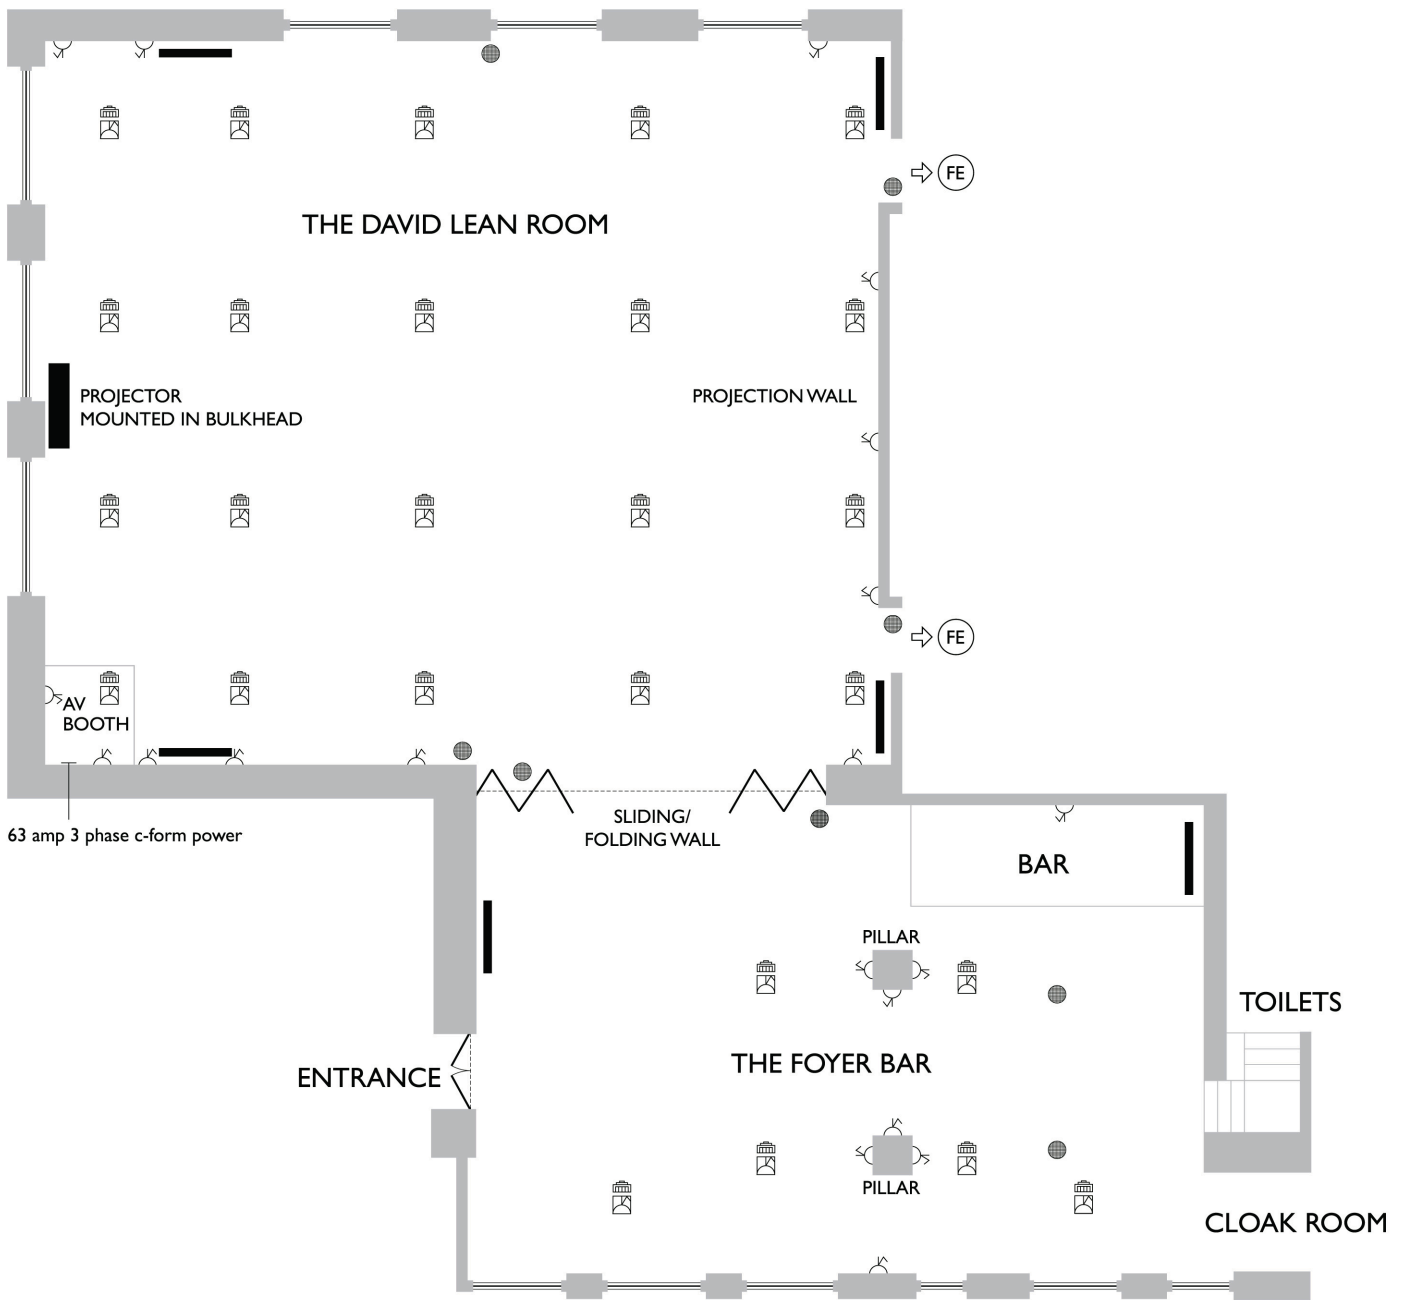 FE
THE DAVID LEAN ROOM
PROJECTOR
MOUNTED IN BULKHEAD
PROJECTION WALL
FE
AV
BOOTH
63 amp 3 phase c-form power
SLIDING/
FOLDING WALL
BAR
PILLAR
TOILETS
THE FOYER BAR
ENTRANCE
PILLAR
CLOAK ROOM